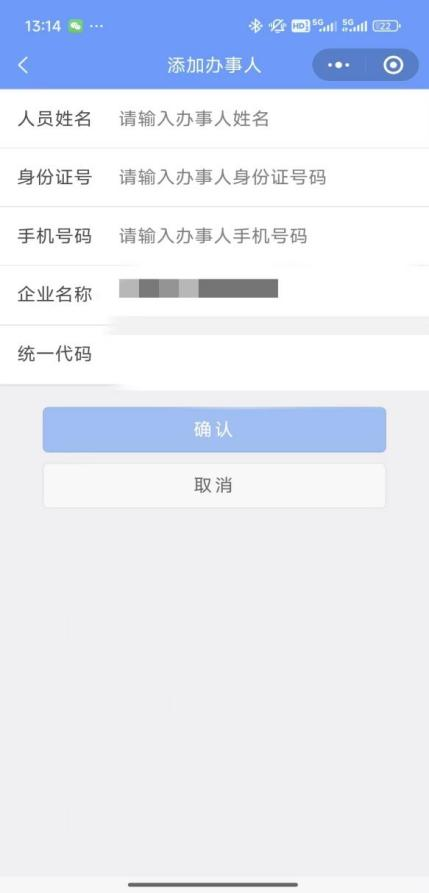 13:14 ··· HD 5G 5G 22
添加办事人
人员姓名 请输入办事人姓名
身份证号 请输入办事人身份证号码
手机号码 请输入办事人手机号码
企业名称
统一代码
确认
取消